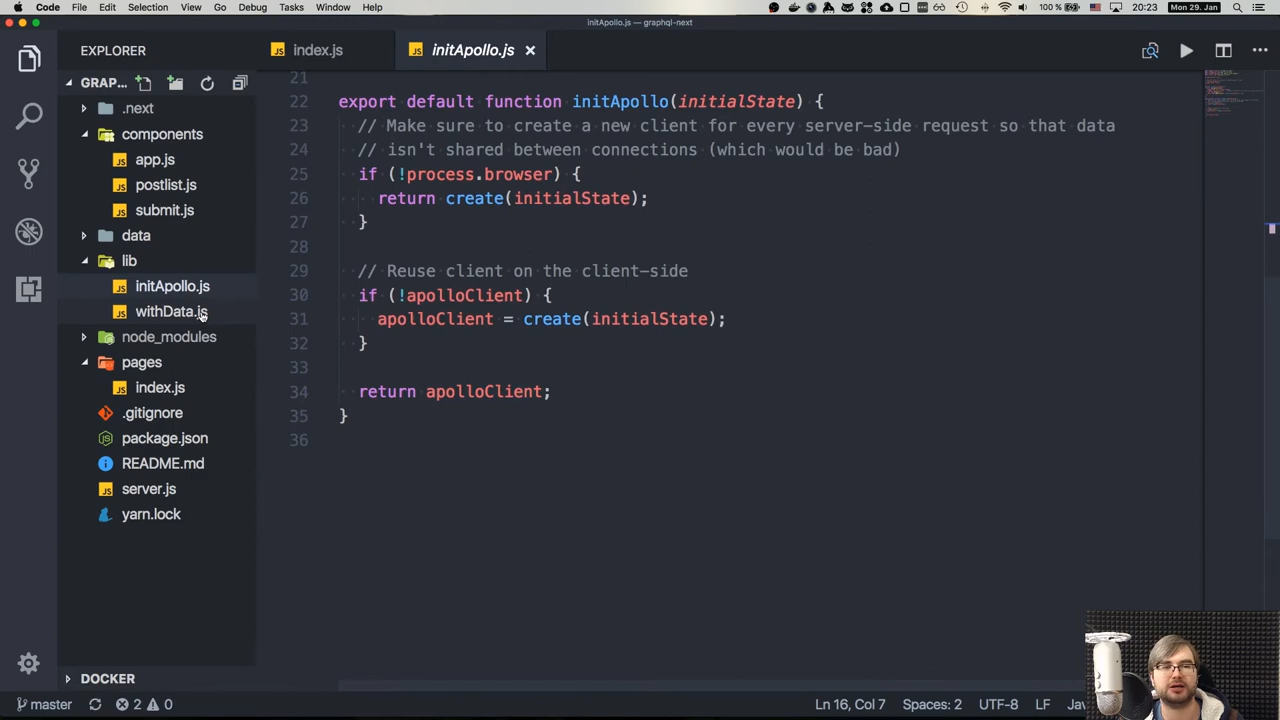 Code File Edit Selection View Go Debug Tasks Window Help 100 % 20:23 Mon 29. Jan
initApollo.js — graphql-next
EXPLORER
index.js
initApollo.js
GRAP...
.next
components
app.js
postlist.js
submit.js
data
lib
initApollo.js
withData.js
node_modules
pages
index.js
.gitignore
package.json
README.md
server.js
yarn.lock
DOCKER
21
22 export default function initApollo(initialState) {
23 // Make sure to create a new client for every server-side request so that data
24 // isn't shared between connections (which would be bad)
25 if (!process.browser) {
26 return create(initialState);
27 }
28
29 // Reuse client on the client-side
30 if (!apolloClient) {
31 apolloClient = create(initialState);
32 }
33
34 return apolloClient;
35 }
36
master 2 0 Ln 16, Col 7 Spaces: 2 UTF-8 LF